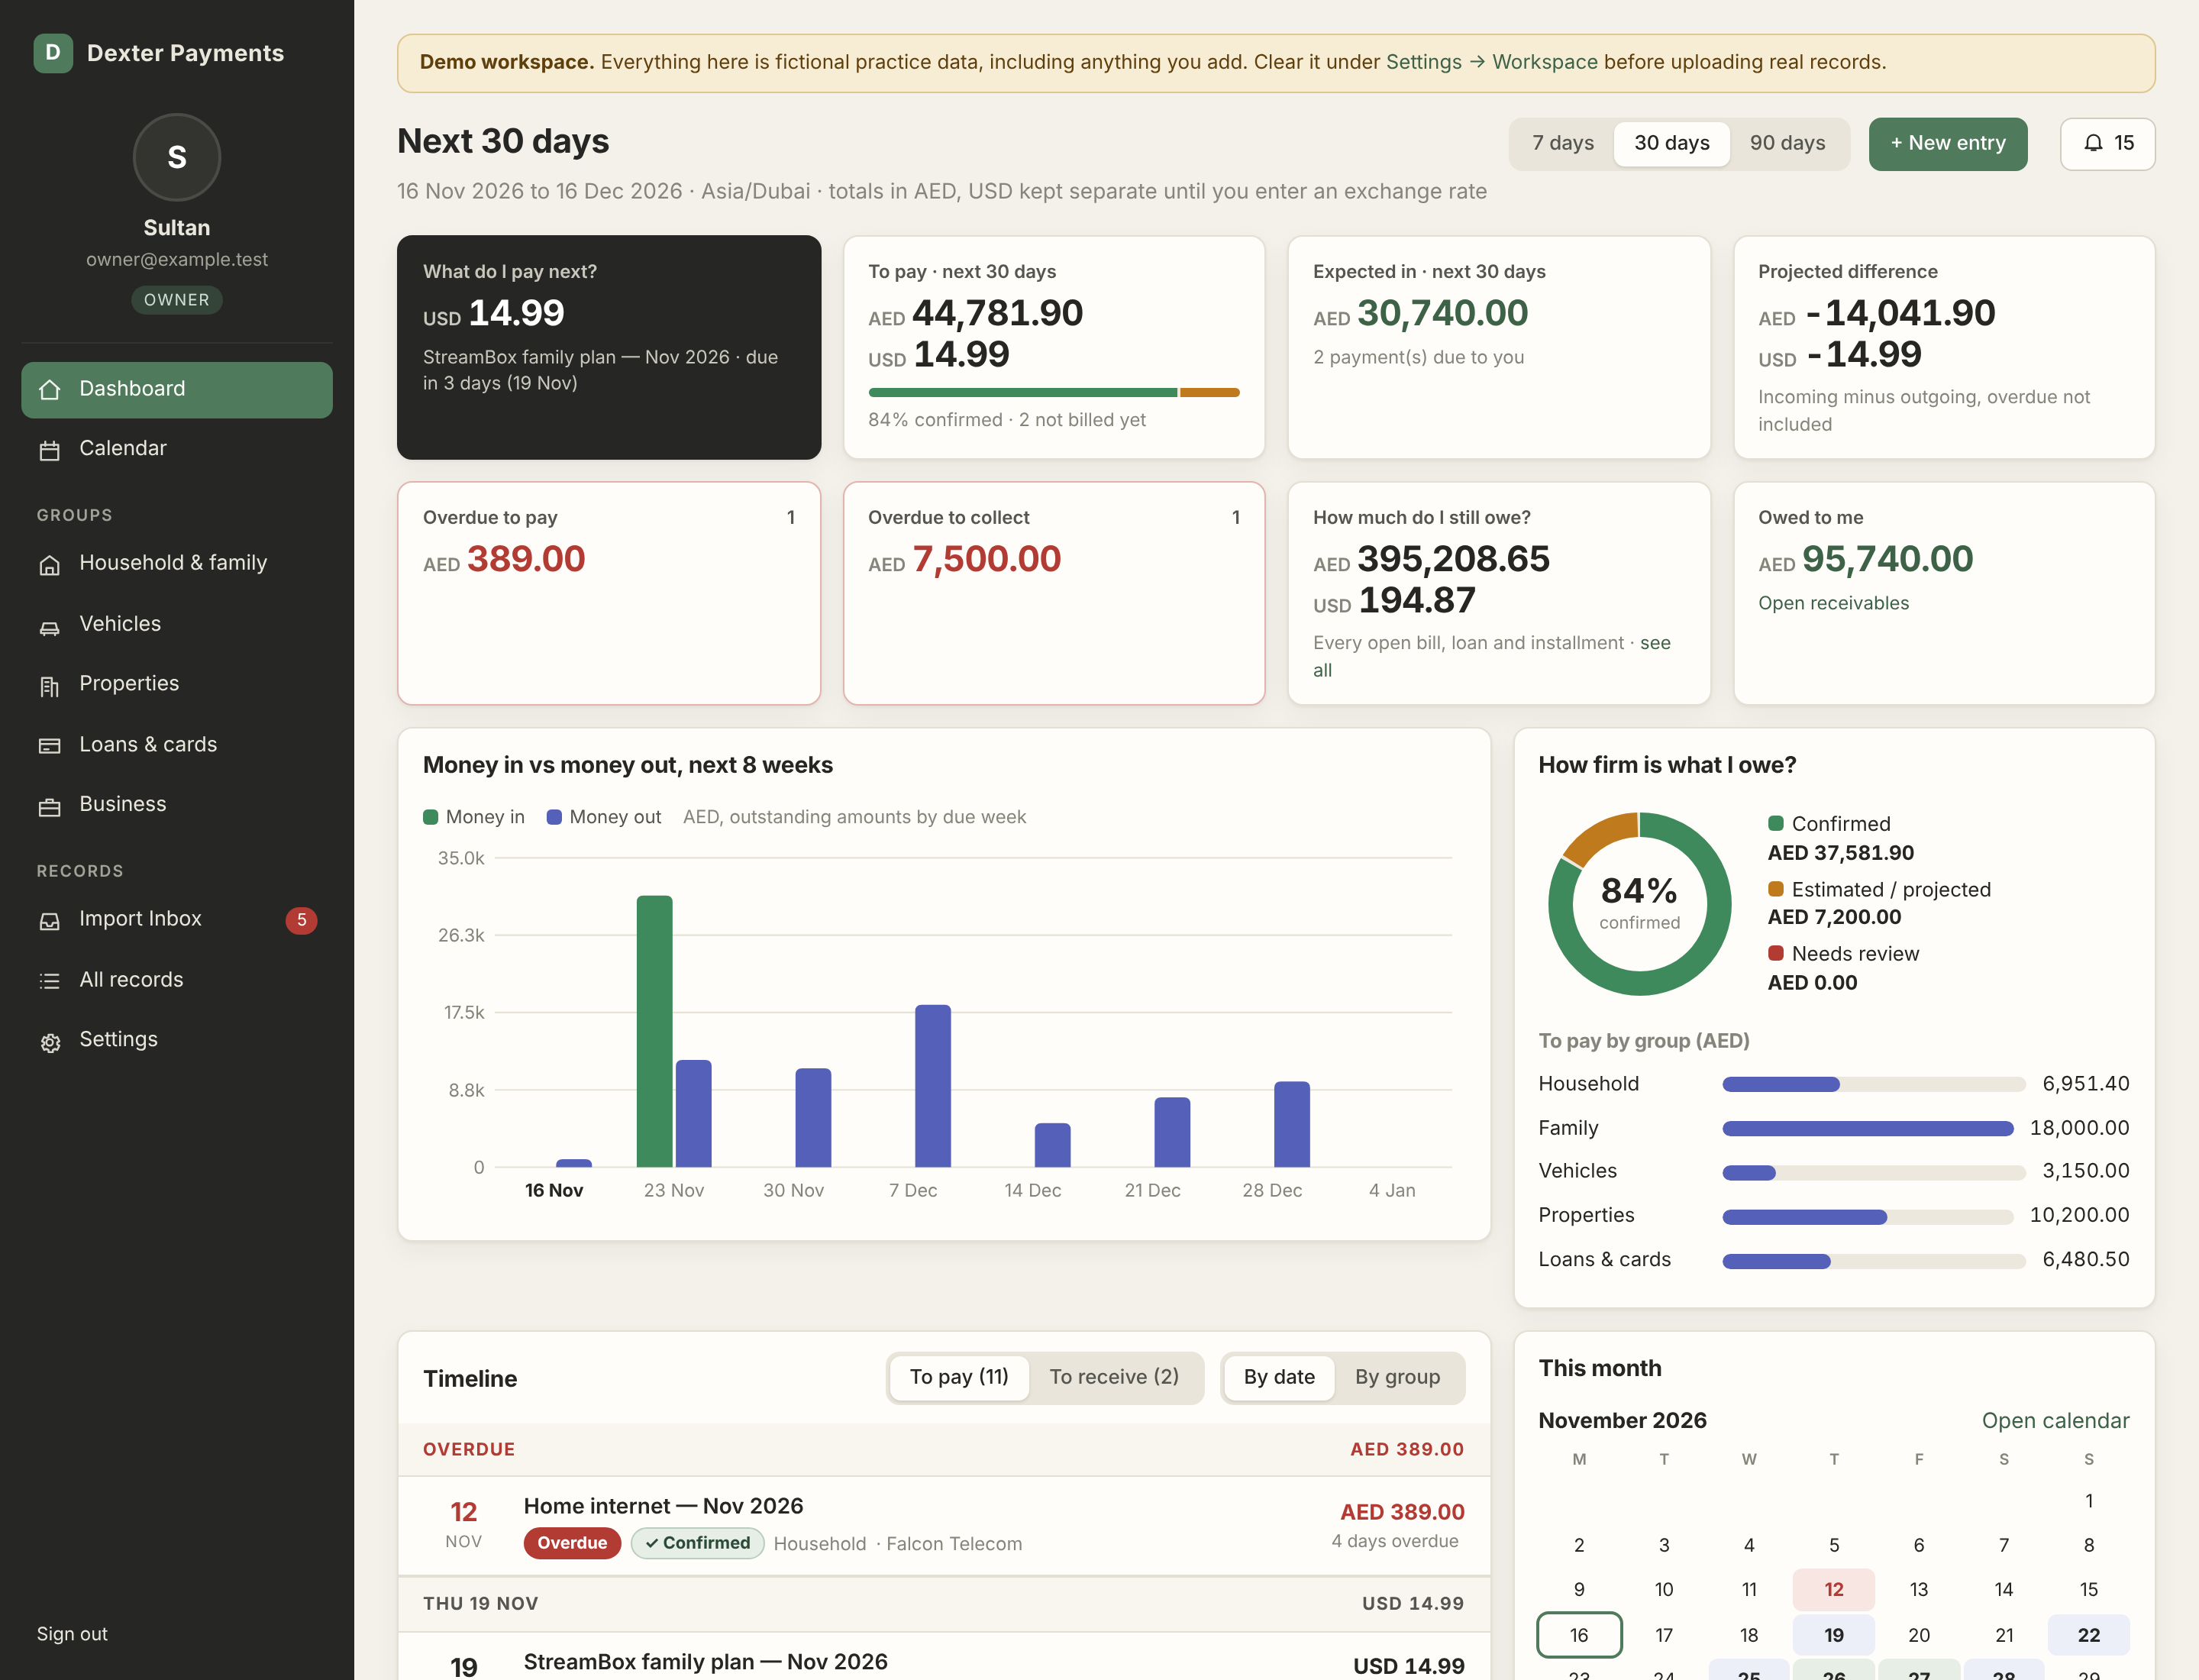 D Dexter Payments
S
Sultan
owner@example.test
OWNER
Dashboard
Calendar
GROUPS
Household & family
Vehicles
Properties
Loans & cards
Business
RECORDS
Import Inbox 5
All records
Settings
Sign out
Demo workspace. Everything here is fictional practice data, including anything you add. Clear it under Settings → Workspace before uploading real records.
Next 30 days
7 days 30 days 90 days + New entry 15
16 Nov 2026 to 16 Dec 2026 · Asia/Dubai · totals in AED, USD kept separate until you enter an exchange rate
What do I pay next?
USD 14.99
StreamBox family plan — Nov 2026 · due
in 3 days (19 Nov)
To pay · next 30 days
AED 44,781.90
USD 14.99
84% confirmed · 2 not billed yet
Expected in · next 30 days
AED 30,740.00
2 payment(s) due to you
Projected difference
AED -14,041.90
USD -14.99
Incoming minus outgoing, overdue not
included
Overdue to pay 1
AED 389.00
Overdue to collect 1
AED 7,500.00
How much do I still owe?
AED 395,208.65
USD 194.87
Every open bill, loan and installment · see
all
Owed to me
AED 95,740.00
Open receivables
Money in vs money out, next 8 weeks
Money in Money out AED, outstanding amounts by due week
35.0k
26.3k
17.5k
8.8k
0
16 Nov 23 Nov 30 Nov 7 Dec 14 Dec 21 Dec 28 Dec 4 Jan
How firm is what I owe?
84%
confirmed
Confirmed
AED 37,581.90
Estimated / projected
AED 7,200.00
Needs review
AED 0.00
To pay by group (AED)
Household 6,951.40
Family 18,000.00
Vehicles 3,150.00
Properties 10,200.00
Loans & cards 6,480.50
Timeline
To pay (11) To receive (2) By date By group
OVERDUE AED 389.00
12 NOV
Home internet — Nov 2026 AED 389.00
Overdue ✓ Confirmed Household · Falcon Telecom 4 days overdue
THU 19 NOV USD 14.99
19 StreamBox family plan — Nov 2026 USD 14.99
This month
November 2026 Open calendar
M T W T F S S
1
2 3 4 5 6 7 8
9 10 11 12 13 14 15
16 17 18 19 20 21 22
23 24 25 26 27 28 29